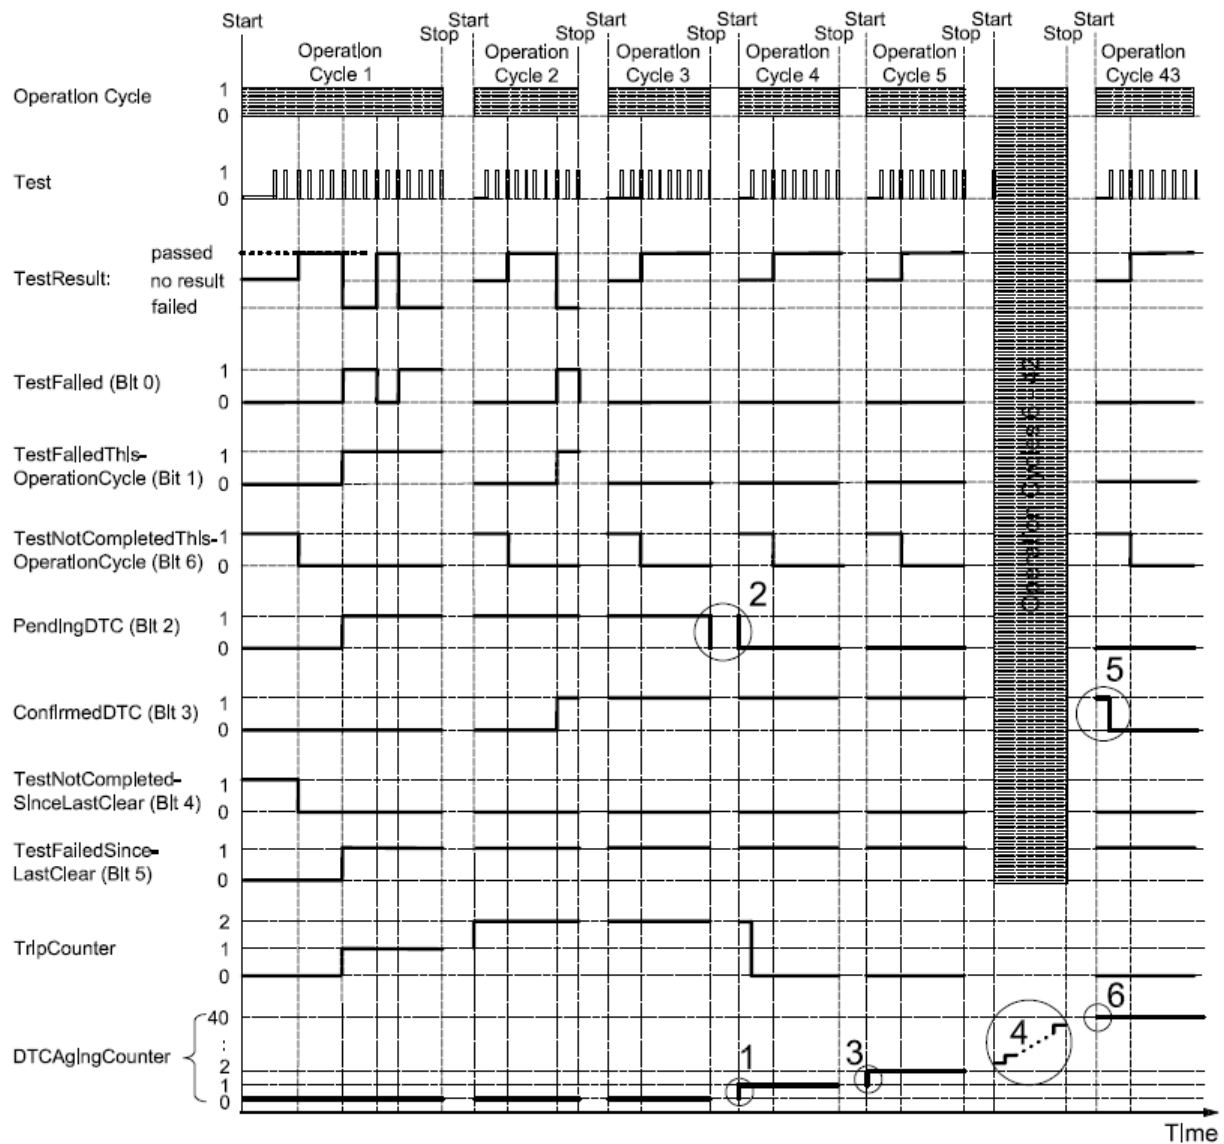 Start Start Start Start Start Start Start
Stop Stop Stop Stop Stop Stop
Operation Operation Operation Operation Operation Operation
Cycle 1 Cycle 2 Cycle 3 Cycle 4 Cycle 5 Cycle 43
Operation Cycle 1
0
Test 1
0
passed
TestResult: no result
failed
TestFailed (Bit 0) 1
0
TestFailedThis- 1
OperationCycle (Bit 1) 0
TestNotCompletedThis- 1
OperationCycle (Bit 6) 0
Operation Cycles 6 - 42
2
PendingDTC (Bit 2) 1
0
5
ConfirmedDTC (Bit 3) 1
0
TestNotCompleted- 1
SinceLastClear (Bit 4) 0
TestFailedSince- 1
LastClear (Bit 5) 0
2
TripCounter 1
0
6
40
4
:
DTCAgingCounter 2 1 3
1
0
Time